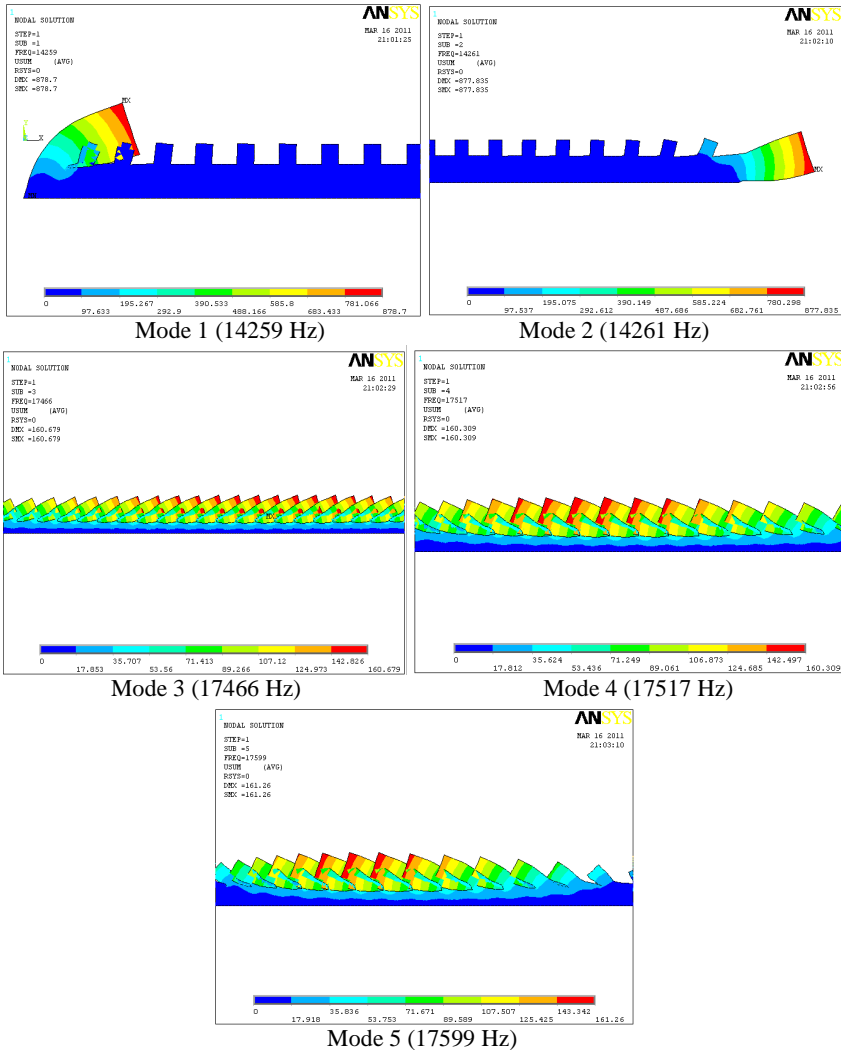 1
NODAL SOLUTION
STEP=1
SUB =1
FREQ=14259
USUM (AVG)
RSYS=0
DMX =878.7
SMX =878.7
ANSYS
MAR 16 2011
21:01:25
MX
X
0 195.267 390.533 585.8 781.066
97.633 292.9 488.166 683.433 878.7
Mode 1 (14259 Hz)
1
NODAL SOLUTION
STEP=1
SUB =2
FREQ=14261
USUM (AVG)
RSYS=0
DMX =877.835
SMX =877.835
ANSYS
MAR 16 2011
21:02:10
MX
0 195.075 390.149 585.224 780.298
97.537 292.612 487.686 682.761 877.835
Mode 2 (14261 Hz)
1
NODAL SOLUTION
STEP=1
SUB =3
FREQ=17466
USUM (AVG)
RSYS=0
DMX =160.679
SMX =160.679
ANSYS
MAR 16 2011
21:02:29
MX
0 35.707 71.413 107.12 142.826
17.853 53.56 89.266 124.973 160.679
Mode 3 (17466 Hz)
1
NODAL SOLUTION
STEP=1
SUB =4
FREQ=17517
USUM (AVG)
RSYS=0
DMX =160.309
SMX =160.309
ANSYS
MAR 16 2011
21:02:56
0 35.624 71.249 106.873 142.497
17.812 53.436 89.061 124.685 160.309
Mode 4 (17517 Hz)
1
NODAL SOLUTION
STEP=1
SUB =5
FREQ=17599
USUM (AVG)
RSYS=0
DMX =161.26
SMX =161.26
ANSYS
MAR 16 2011
21:03:10
0 35.836 71.671 107.507 143.342
17.918 53.753 89.589 125.425 161.26
Mode 5 (17599 Hz)